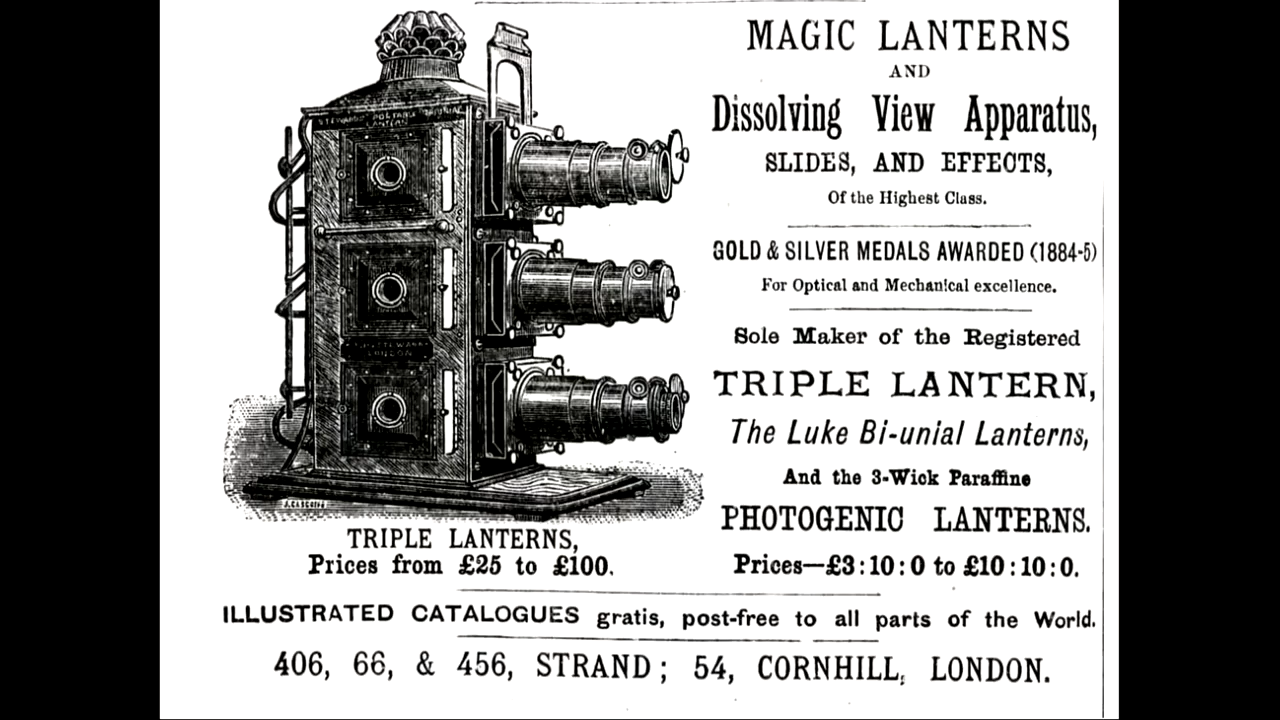 MAGIC LANTERNS
AND
Dissolving View Apparatus,
SLIDES, AND EFFECTS,
Of the Highest Class.
GOLD & SILVER MEDALS AWARDED (1884-5)
For Optical and Mechanical excellence.
Sole Maker of the Registered
TRIPLE LANTERN,
The Luke Bi-unial Lanterns,
And the 3-Wick Paraffine
PHOTOGENIC LANTERNS.
Prices—£3:10:0 to £10:10:0.
TRIPLE LANTERNS,
Prices from £25 to £100.
ILLUSTRATED CATALOGUES gratis, post-free to all parts of the World.
406, 66, & 456, STRAND; 54, CORNHILL, LONDON.